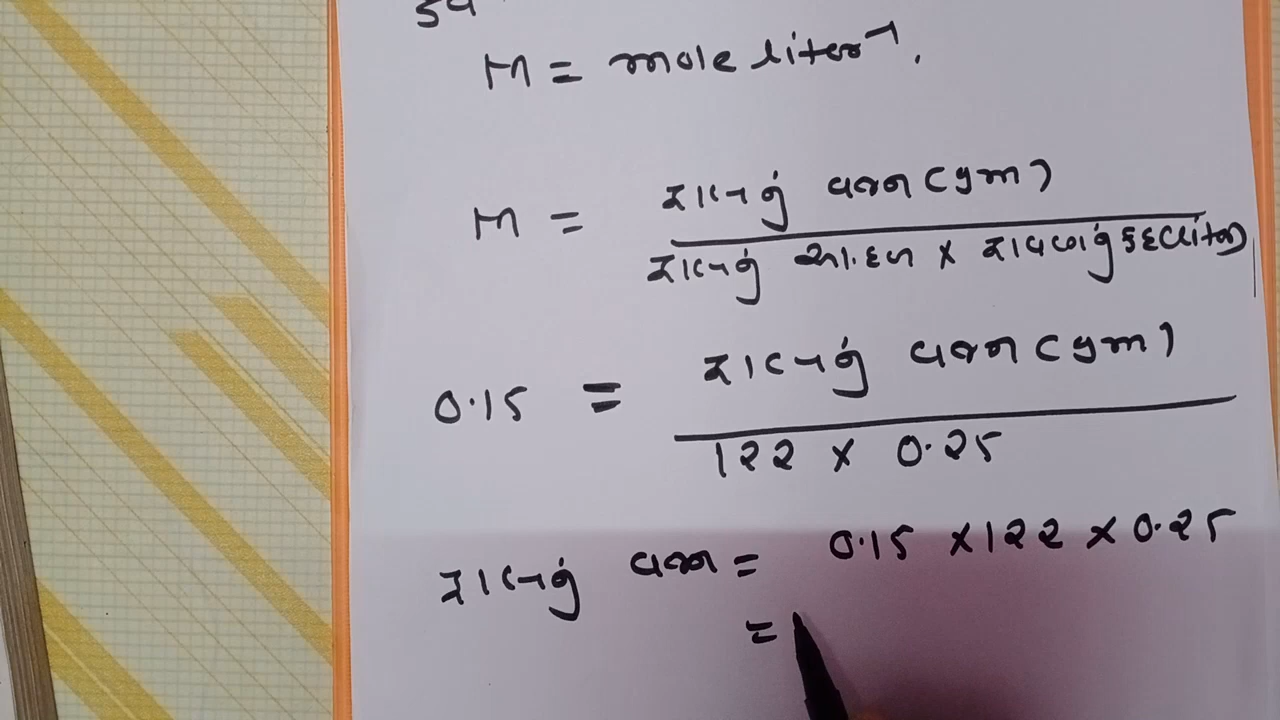 M = mole liter⁻¹.
M = દ્રાવ્યનું વજન (gm)
દ્રાવ્યનું આ.દળ × દ્રાવણનું કદ લીટર
0.15 = દ્રાવ્યનું વજન (gm)
122 × 0.25
દ્રાવ્યનું વજન = 0.15 × 122 × 0.25
=